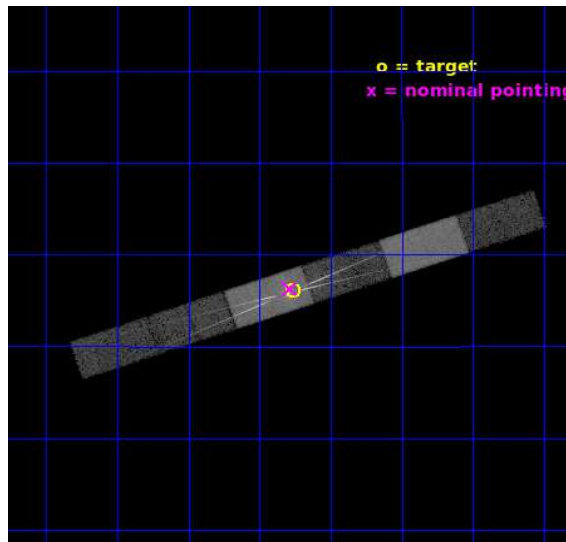 o = target
x = nominal pointing